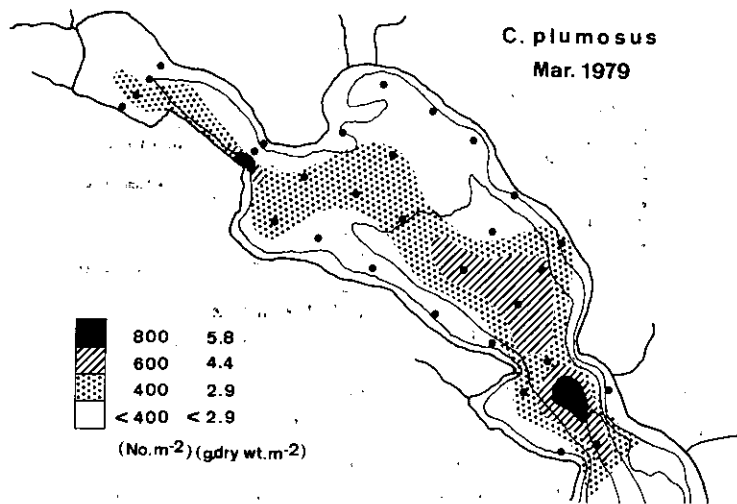 C. plumosus
Mar. 1979
800 5.8
600 4.4
400 2.9
<400 <2.9
(No.m-2) (g.dry wt.m-2)